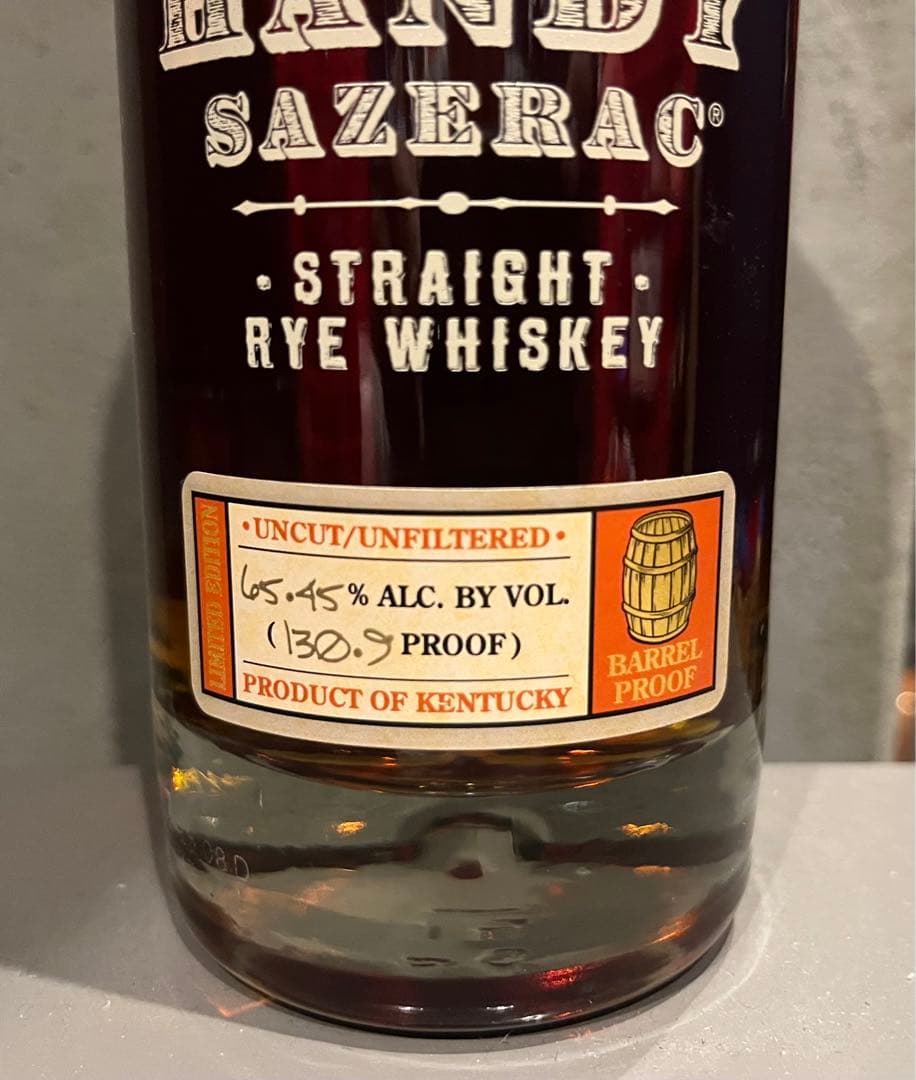 HANDY
SAZERAC®
· STRAIGHT ·
RYE WHISKEY
LIMITED EDITION
• UNCUT/UNFILTERED •
65.45% ALC. BY VOL.
(130.9 PROOF)
PRODUCT OF KENTUCKY
BARREL
PROOF